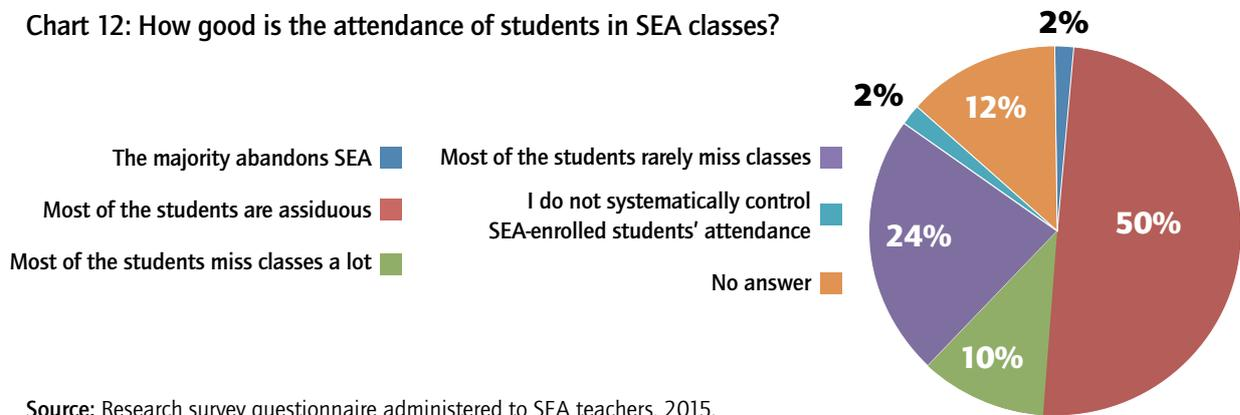 Chart 12: How good is the attendance of students in SEA classes?
The majority abandons SEA
Most of the students are assiduous
Most of the students miss classes a lot
Most of the students rarely miss classes
I do not systematically control
SEA-enrolled students' attendance
No answer
2%
50%
10%
24%
2%
12%
Source: Research survey questionnaire administered to SEA teachers, 2015.